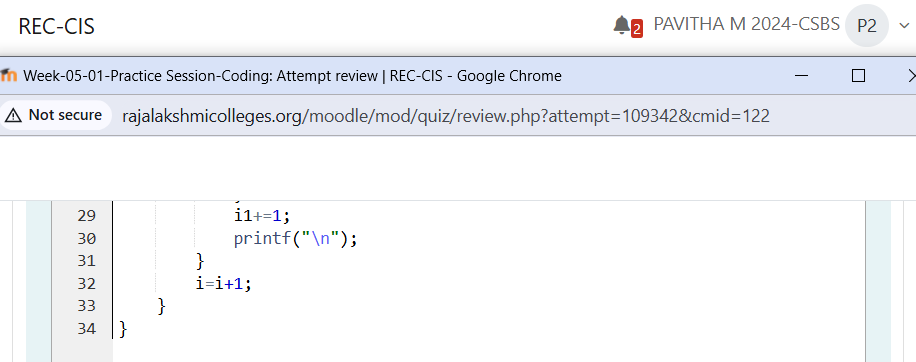 REC-CIS
2
PAVITHA M 2024-CSBS
P2
Week-05-01-Practice Session-Coding: Attempt review | REC-CIS - Google Chrome
Not secure
rajalakshmicolleges.org/moodle/mod/quiz/review.php?attempt=109342&cmid=122
29 i1+=1;
30 printf("\n");
31 }
32 i=i+1;
33 }
34 }